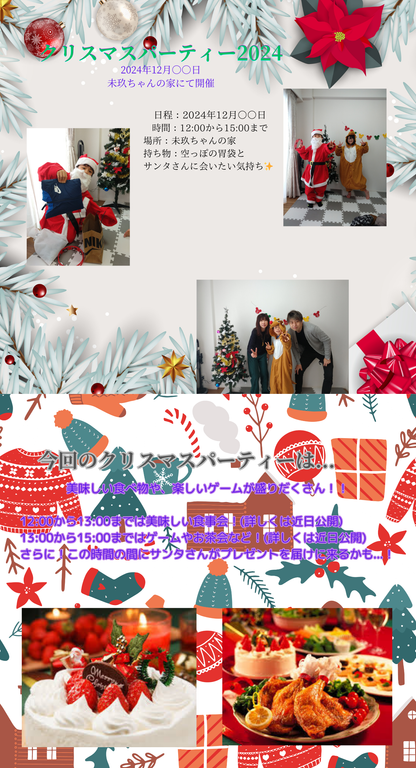 クリスマスパーティー2024
2024年12月〇〇日
未玖ちゃんの家にて開催
日程：2024年12月〇〇日
時間：12:00から15:00まで
場所：未玖ちゃんの家
持ち物：空っぽの胃袋と
サンタさんに会いたい気持ち✨
NIK
今回のクリスマスパーティーは...
美味しい食べ物や、楽しいゲームが盛りだくさん！！
12:00から13:00までは美味しい食事会！(詳しくは近日公開)
13:00から15:00まではゲームやお茶会など！(詳しくは近日公開)
さらに！この時間の間にサンタさんがプレゼントを届けに来るかも...！